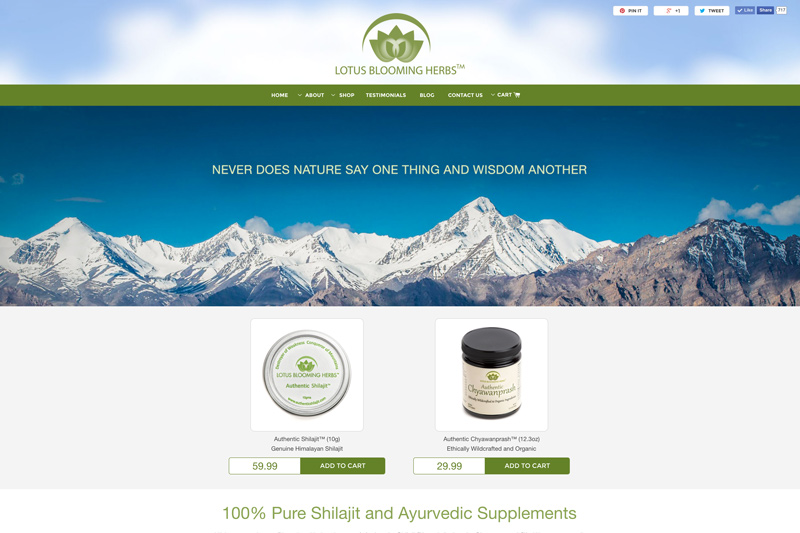 PIN IT
+1
TWEET
Like
Share
717
LOTUS BLOOMING HERBS™
HOME
ABOUT
SHOP
TESTIMONIALS
BLOG
CONTACT US
CART
NEVER DOES NATURE SAY ONE THING AND WISDOM ANOTHER
LOTUS BLOOMING HERBS™
Authentic Shilajit™
Authentic
Chyawanprash
Authentic Shilajit™ (10g)
Genuine Himalayan Shilajit
59.99
ADD TO CART
Authentic Chyawanprash™ (12.3oz)
Ethically Wildcrafted and Organic
29.99
ADD TO CART
100% Pure Shilajit and Ayurvedic Supplements